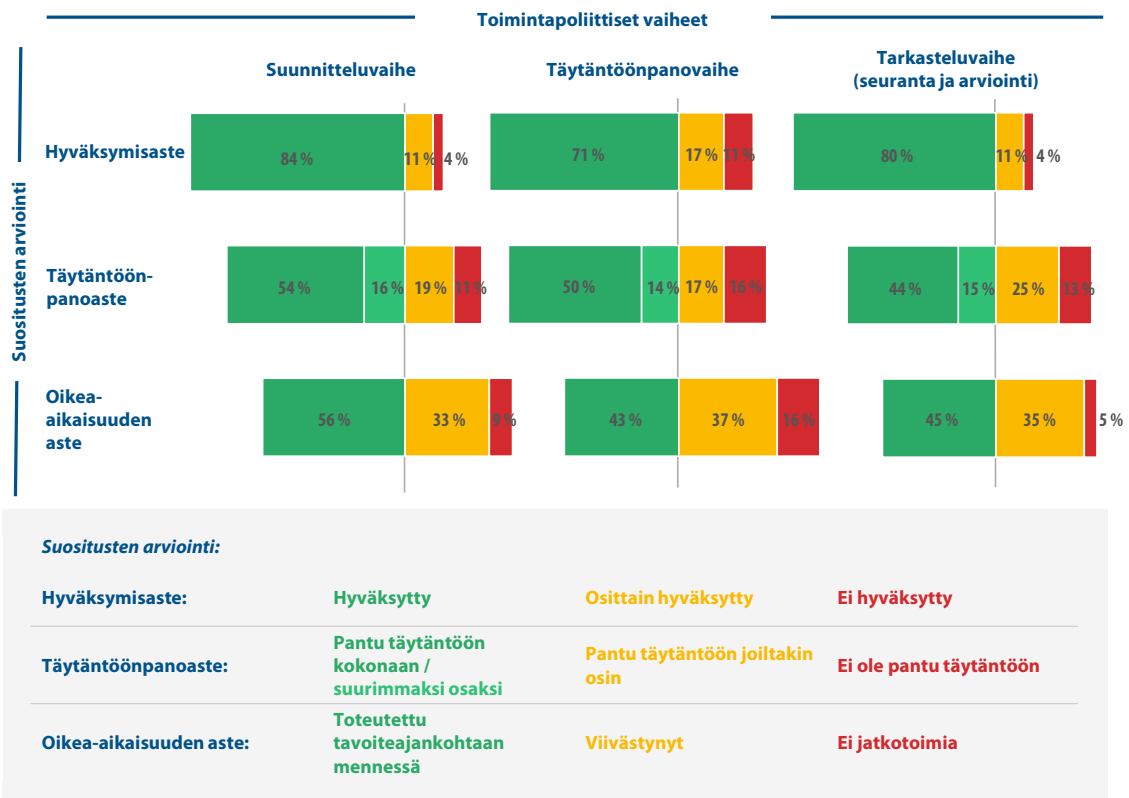 Toimintapoliittiset vaiheet
Suunnitteluvaihe
Täytäntöönpanovaihe
Tarkasteluvaihe
(seuranta ja arviointi)
Suositusten arviointi
Hyväksymisaste
84 % 11 % 4 %
71 % 17 % 11 %
80 % 11 % 4 %
Täytäntöön-
panoaste
54 % 16 % 19 % 11 %
50 % 14 % 17 % 16 %
44 % 15 % 25 % 13 %
Oikea-
aikaisuuden
aste
56 % 33 % 9 %
43 % 37 % 16 %
45 % 35 % 5 %
Suositusten arviointi:
Hyväksymisaste: Hyväksytty Osittain hyväksytty Ei hyväksytty
Täytäntöönpanoaste:
Pantu täytäntöön
kokonaan /
suurimmaksi osaksi
Pantu täytäntöön joiltakin
osin
Ei ole pantu täytäntöön
Oikea-aikaisuuden aste:
Toteutettu
tavoiteajankohtaan
mennessä
Viivästynyt
Ei jatkotoimia